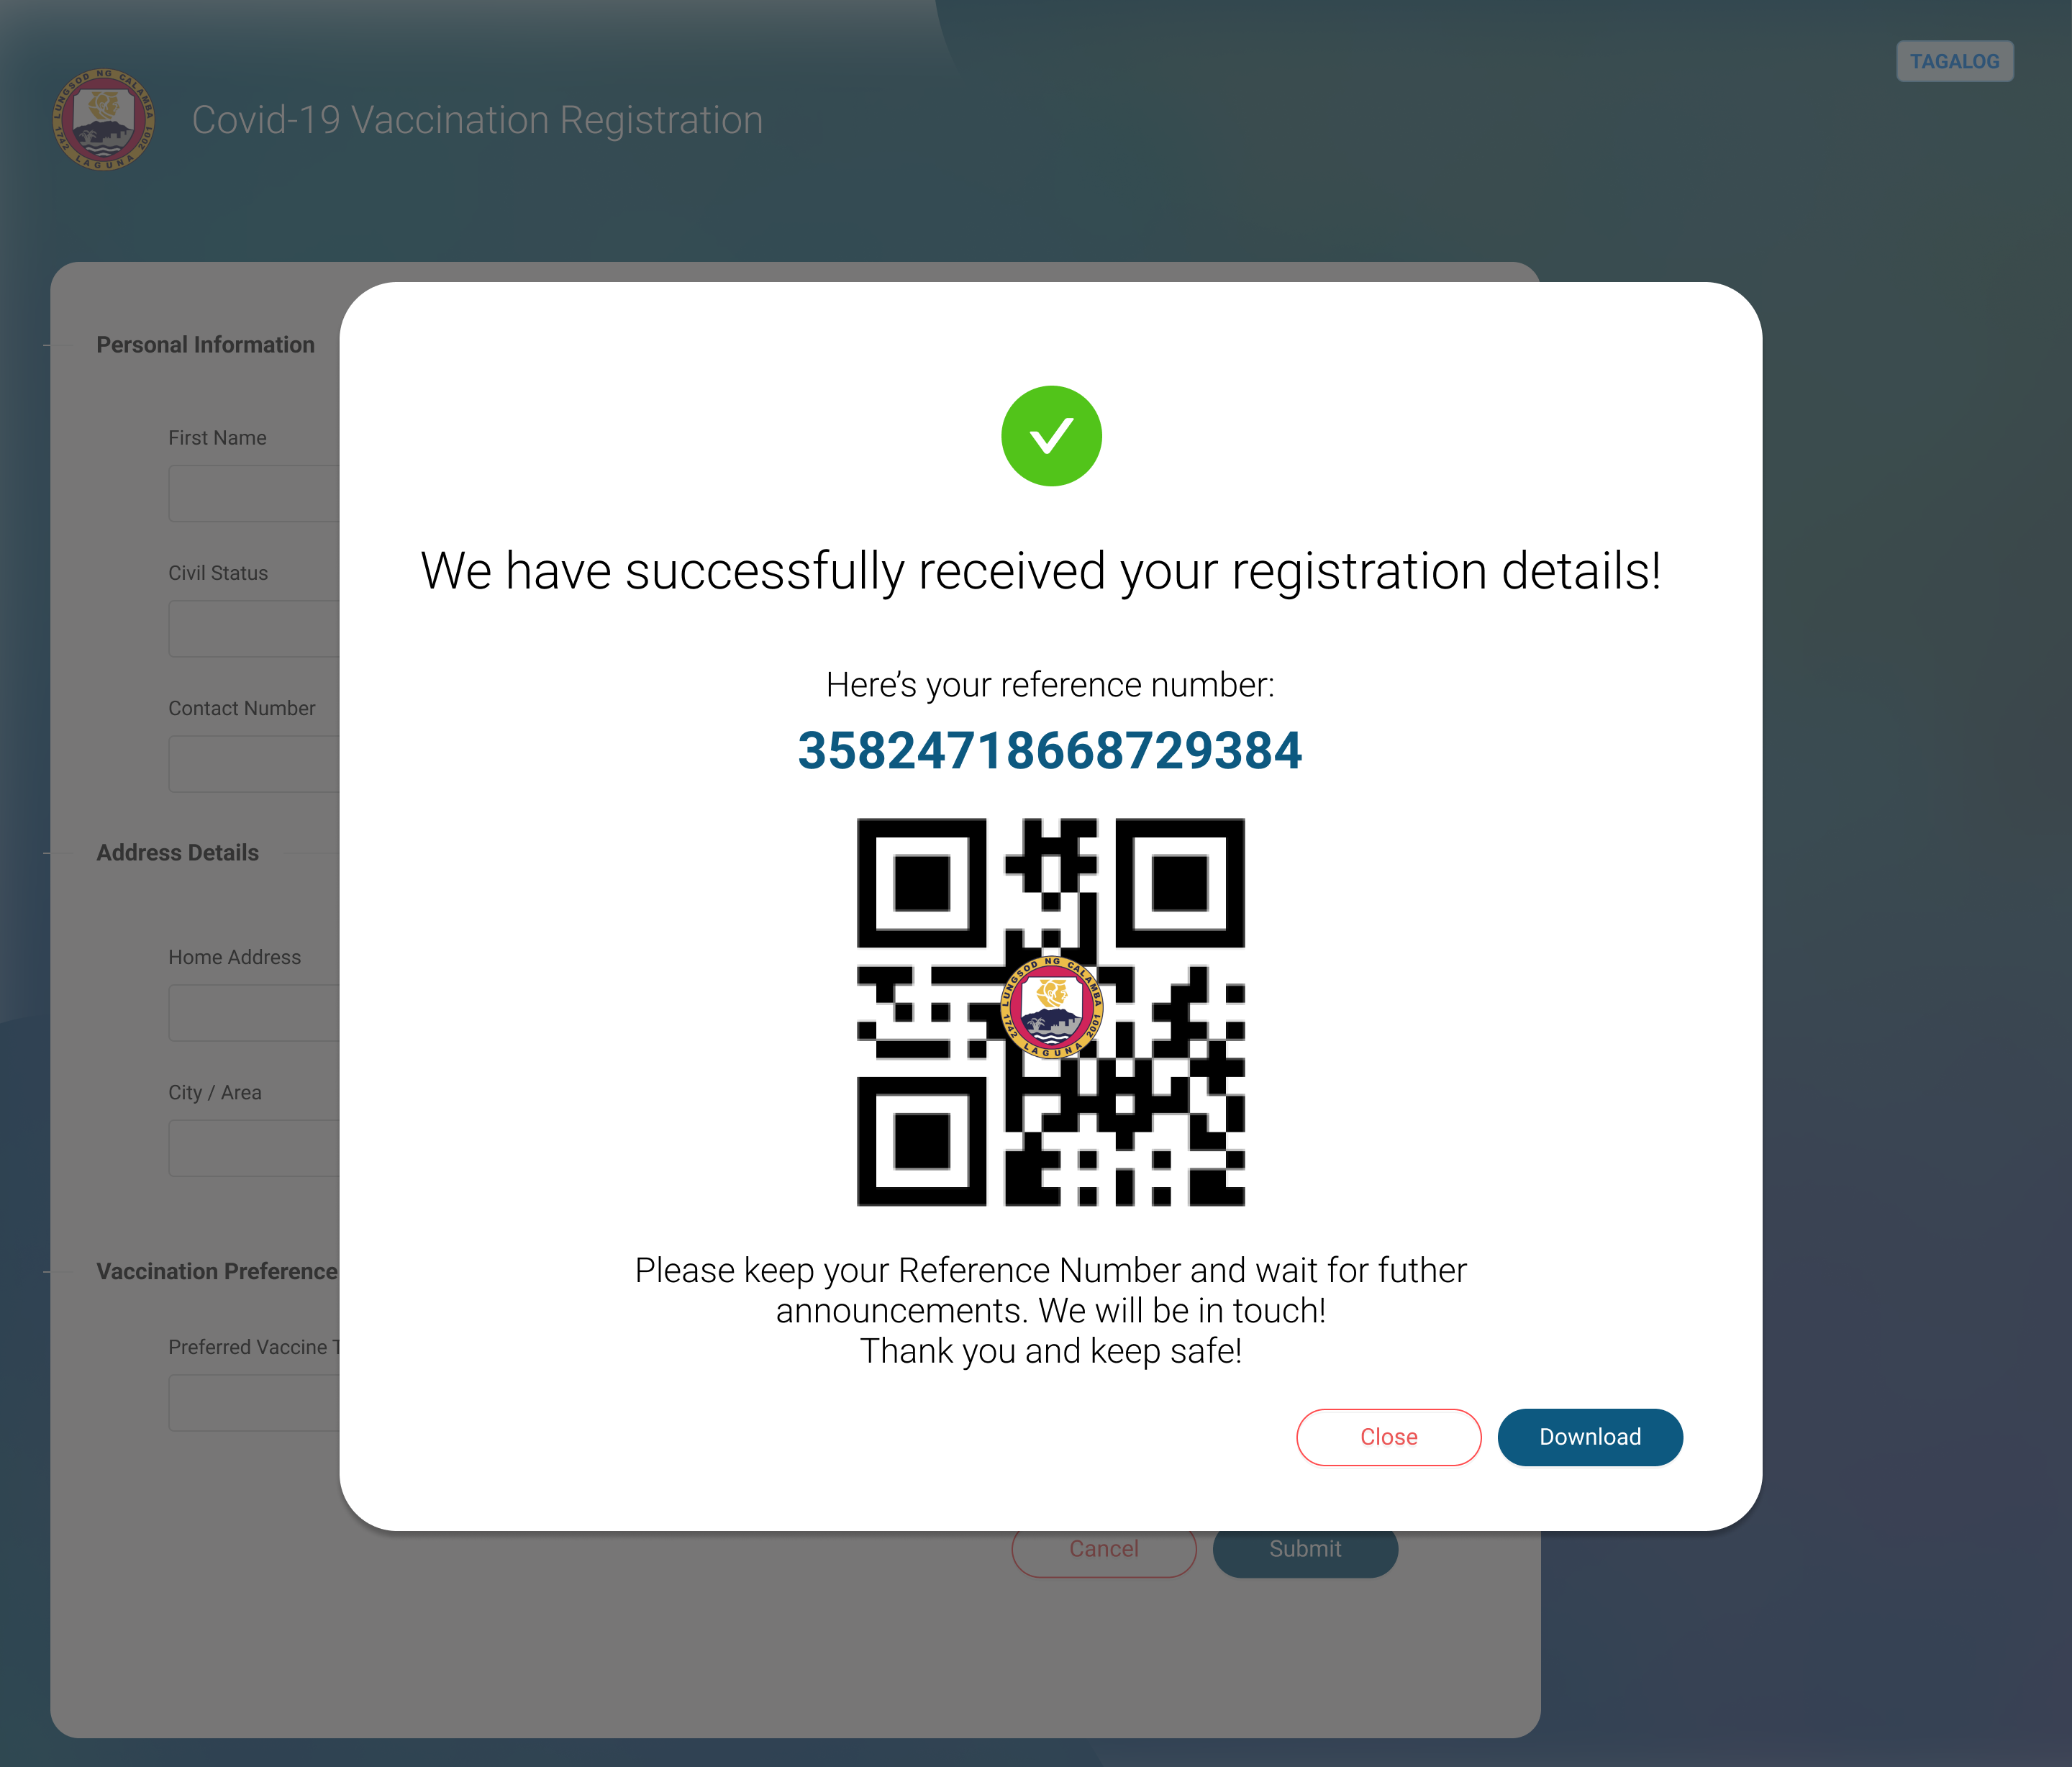 TAGALOG
LUNGSOD NG CALAMBA
1742 LAGUNA 2001
Covid-19 Vaccination Registration
Personal Information
First Name
Civil Status
Contact Number
Address Details
Home Address
City / Area
Vaccination Preference
Preferred Vaccine T
We have successfully received your registration details!
Here's your reference number:
35824718668729384
LUNGSOD NG CALAMBA
1742 LAGUNA 2001
Please keep your Reference Number and wait for futher
announcements. We will be in touch!
Thank you and keep safe!
Close
Download
Cancel
Submit